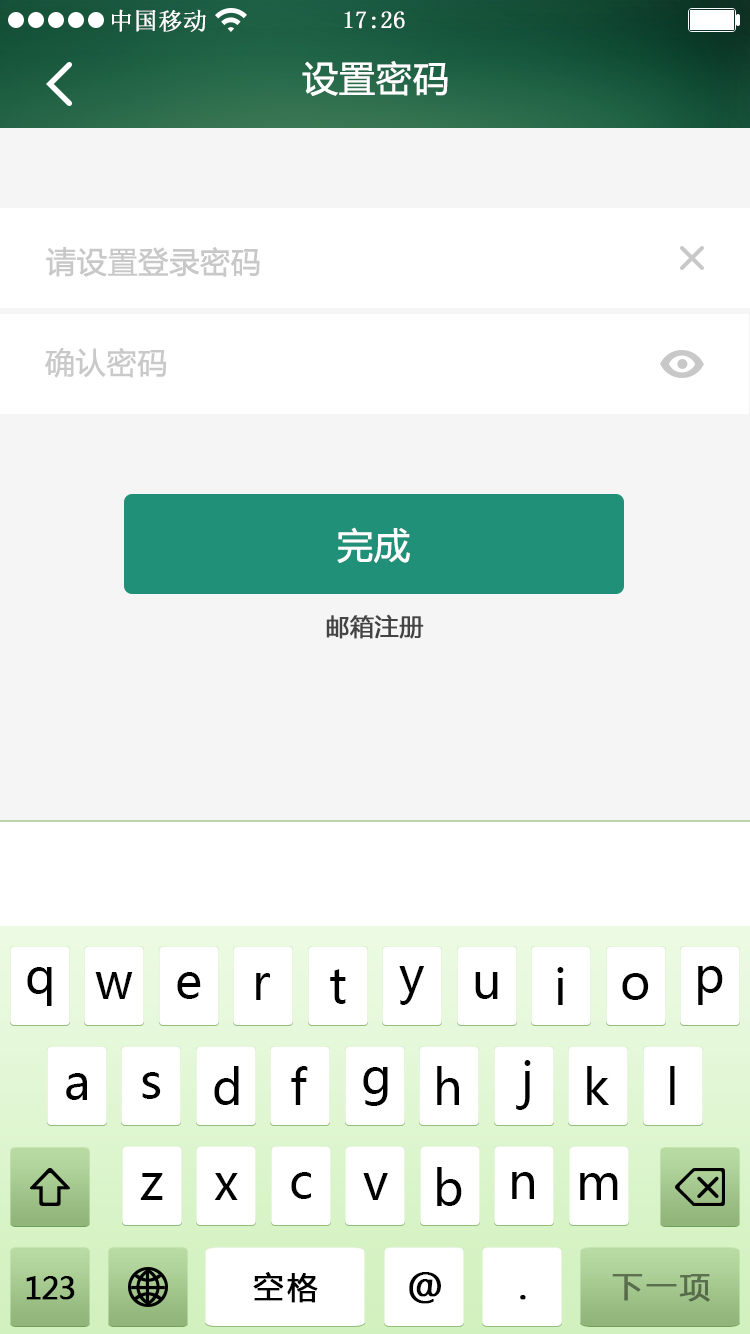 中国移动 17:26
设置密码
请设置登录密码
确认密码
完成
邮箱注册
q w e r t y u i o p
a s d f g h j k l
z x c v b n m
123 空格 @ . 下一项